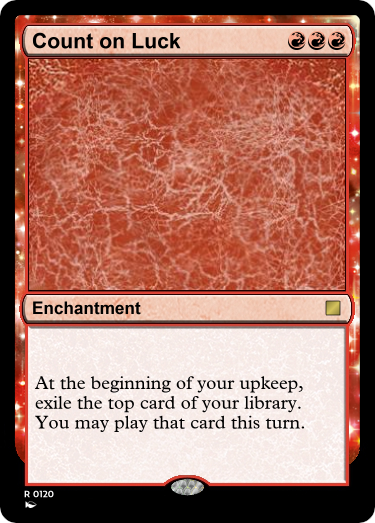 Count on Luck
Enchantment
At the beginning of your upkeep,
exile the top card of your library.
You may play that card this turn.
R 0120